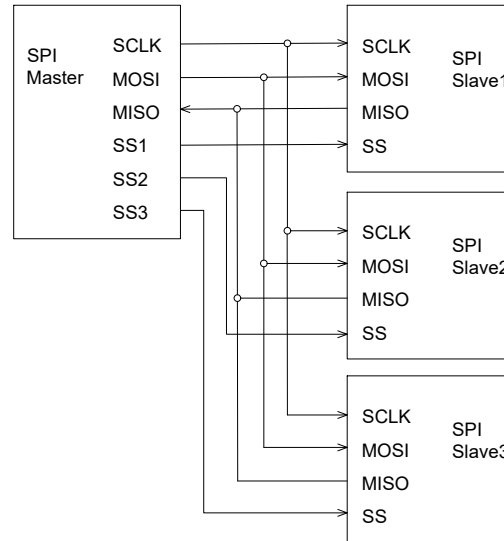 SPI
Master
SCLK
MOSI
MISO
SS1
SS2
SS3
SCLK
MOSI
MISO
SS
SPI
Slave1
SCLK
MOSI
MISO
SS
SPI
Slave2
SCLK
MOSI
MISO
SS
SPI
Slave3